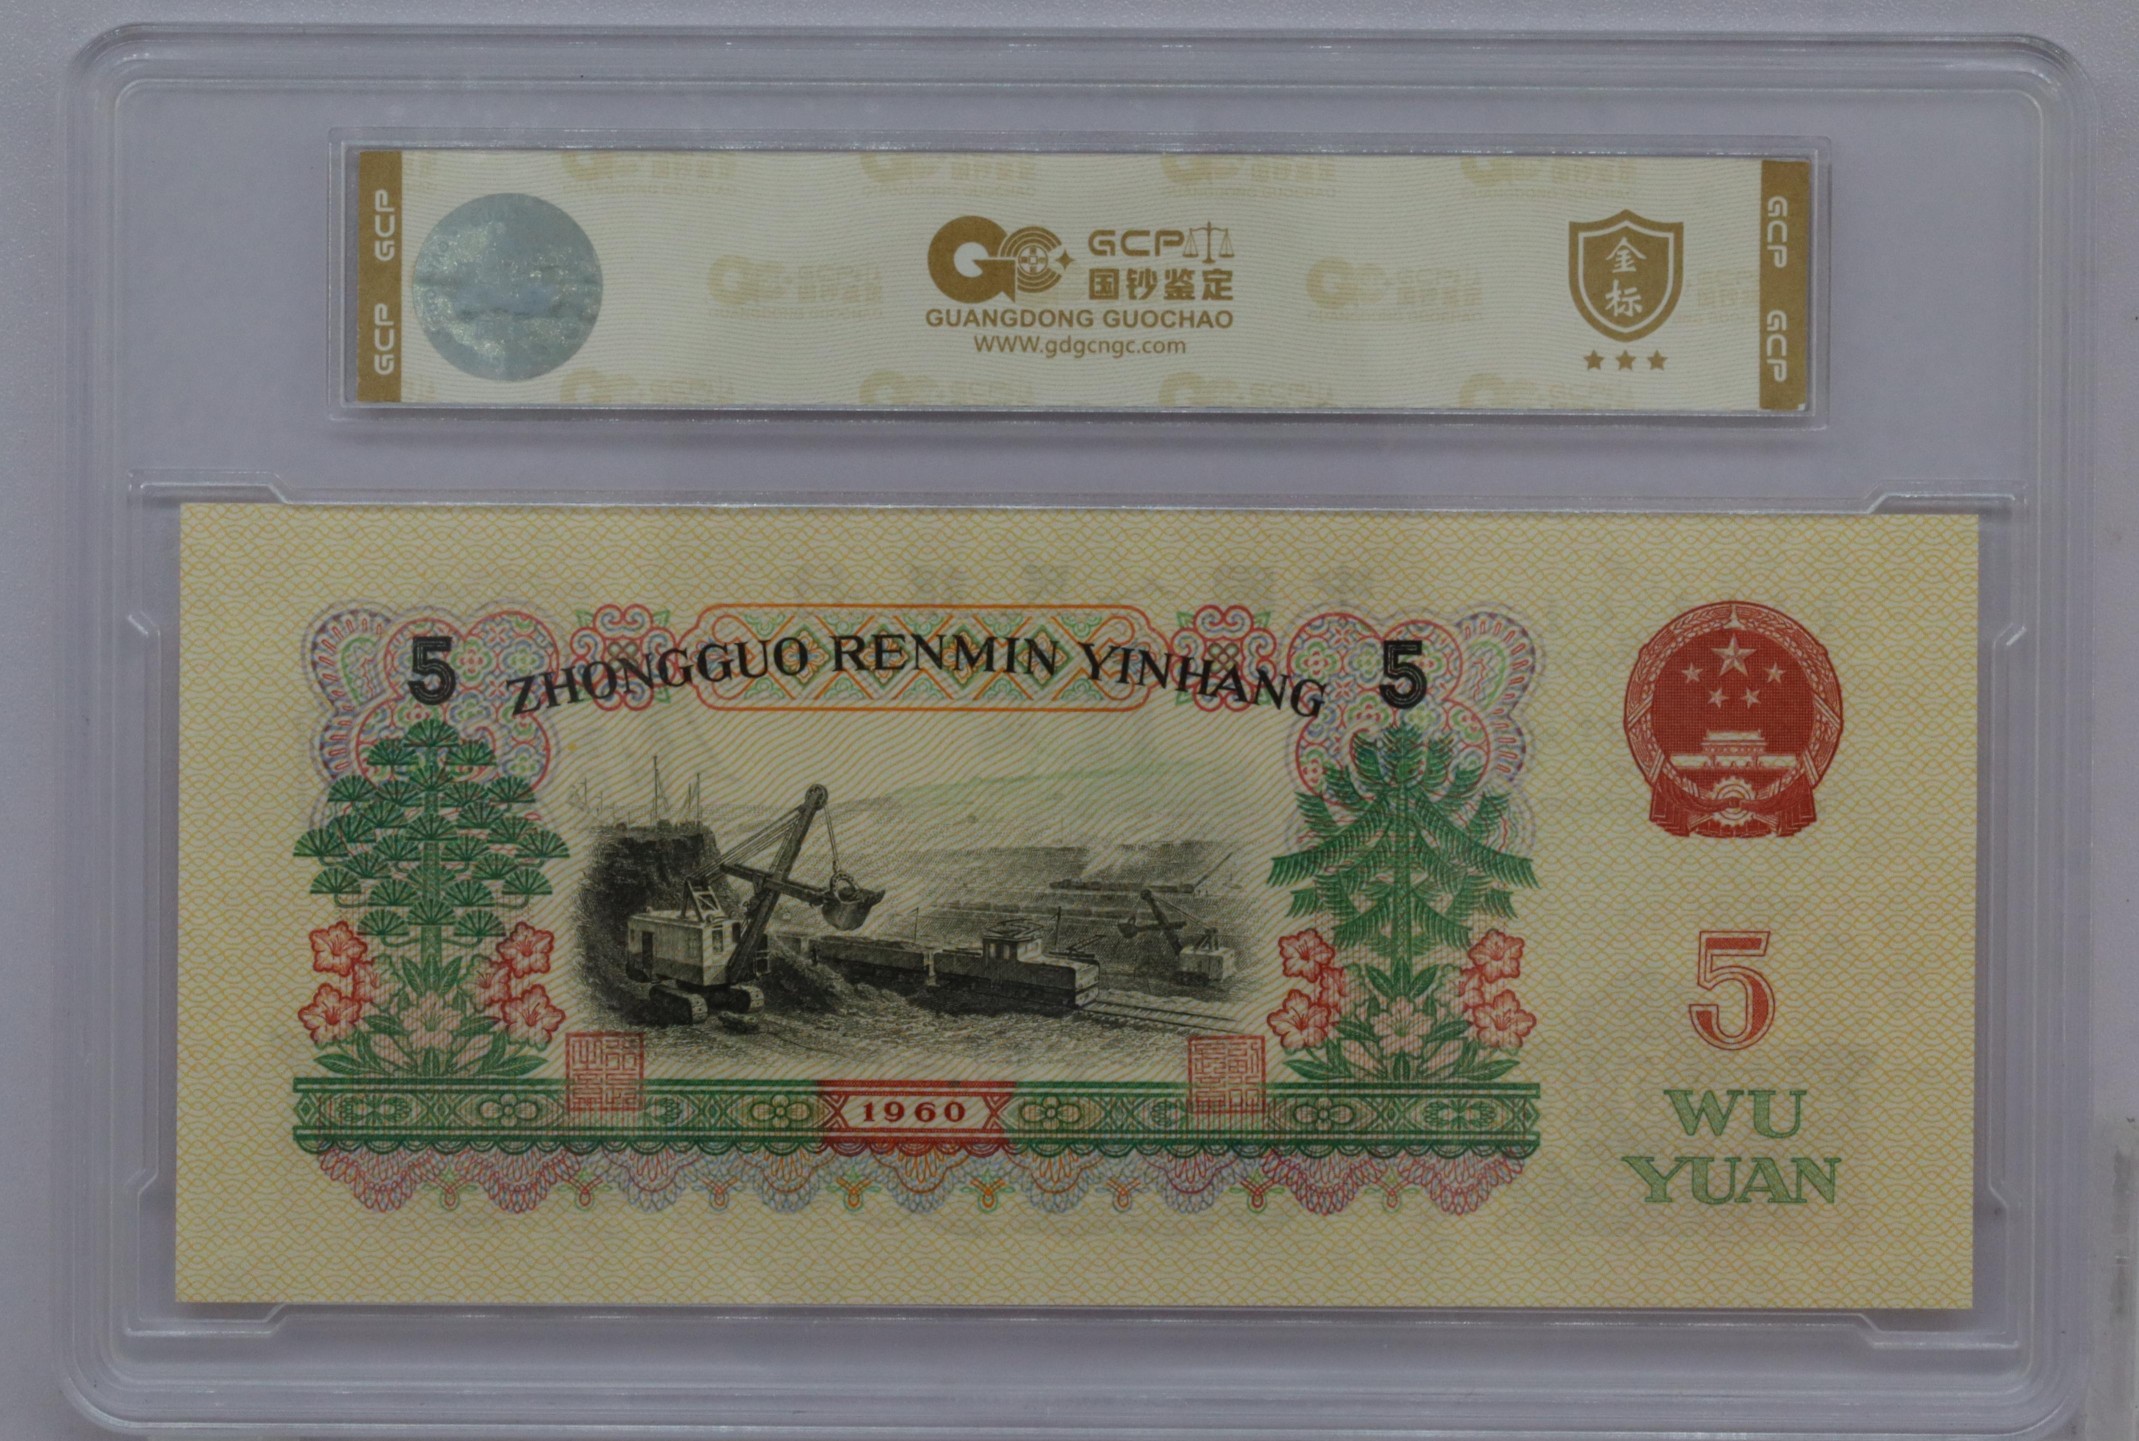 GCP GCP
GCP
国钞鉴定
GUANGDONG GUOCHAO
WWW.gdgcngc.com
金标
GCP GCP
5 ZHONGGUO RENMIN YINHANG 5
1960
5
WU
YUAN